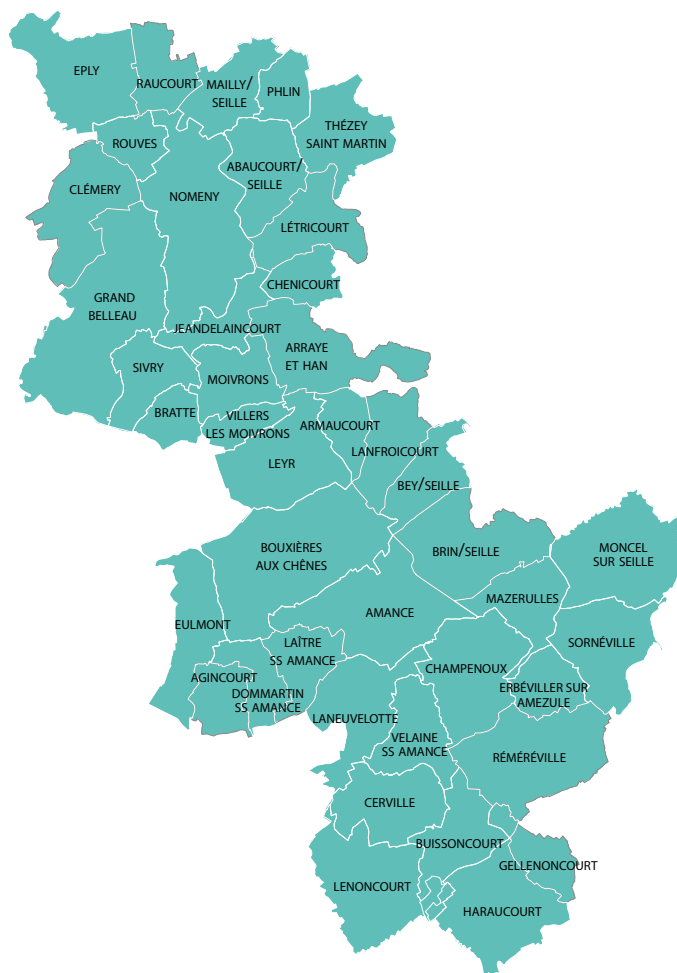 EPLY
RAUCOURT
MAILLY/
SEILLE
PHLIN
THÉZEY
SAINT MARTIN
ROUVES
ABAUCOURT/
SEILLE
CLÉMERY
NOMENY
LÉTRICOURT
CHENICOURT
GRAND
BELLEAU
JEANDELAINCOURT
ARRAYE
ET HAN
SIVRY
MOIVRONS
BRATTE
VILLERS
LES MOIVRONS
ARMAUCOURT
LANFROICOURT
LEYR
BEY/SEILLE
BOUXIÈRES
AUX CHÊNES
BRIN/SEILLE
MONCEL
SUR SEILLE
MAZERULLES
AMANCE
EULMONT
SORNÉVILLE
LAÎTRE
SS AMANCE
CHAMPENOUX
AGINCOURT
DOMMARTIN
SS AMANCE
ERBÉVILLER SUR
AMEZULE
LANEUVELOTTE
VELAINE
SS AMANCE
RÉMÉRÉVILLE
CERVILLE
BUISSONCOURT
GELLENONCOURT
LENONCOURT
HARAUCOURT